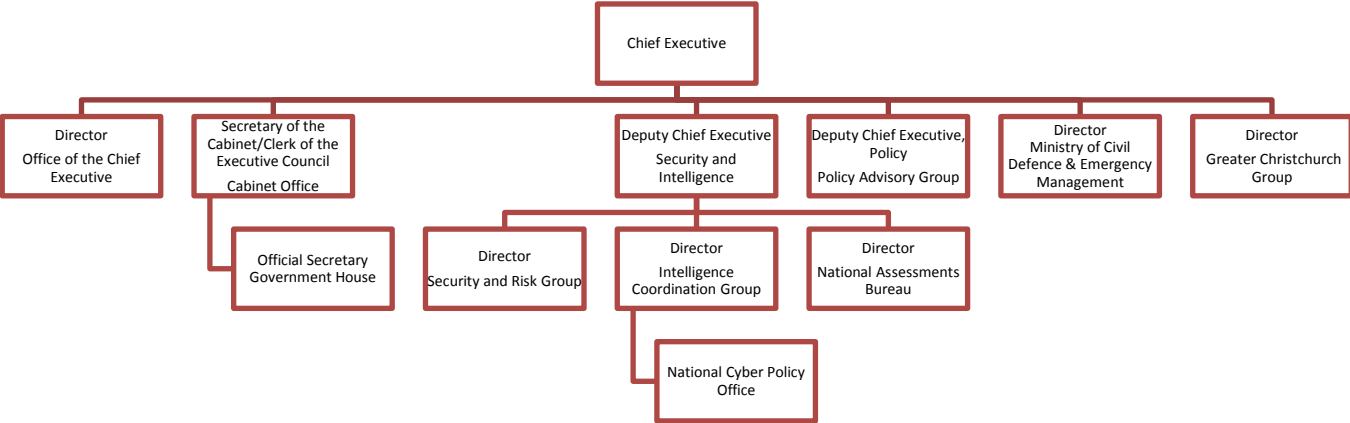 Chief Executive
Director
Office of the Chief
Executive
Secretary of the
Cabinet/Clerk of the
Executive Council
Cabinet Office
Deputy Chief Executive
Security and
Intelligence
Deputy Chief Executive,
Policy
Policy Advisory Group
Director
Ministry of Civil
Defence & Emergency
Management
Director
Greater Christchurch
Group
Official Secretary
Government House
Director
Security and Risk Group
Director
Intelligence
Coordination Group
Director
National Assessments
Bureau
National Cyber Policy
Office